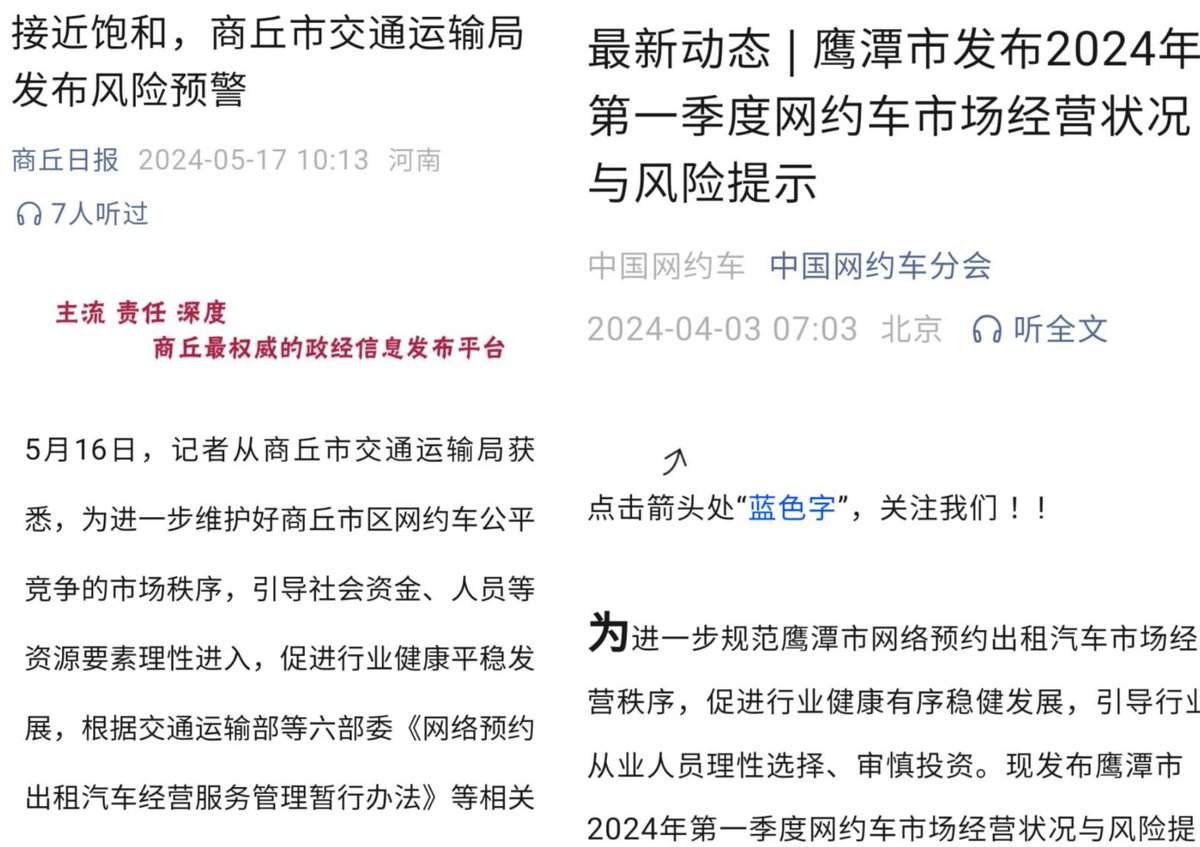 接近饱和，商丘市交通运输局
发布风险预警
商丘日报 2024-05-17 10:13 河南
7人听过
主流 责任 深度
商丘最权威的政经信息发布平台
5月16日，记者从商丘市交通运输局获
悉，为进一步维护好商丘市区网约车公平
竞争的市场秩序，引导社会资金、人员等
资源要素理性进入，促进行业健康平稳发
展，根据交通运输部等六部委《网络预约
出租汽车经营服务管理暂行办法》等相关
最新动态 | 鹰潭市发布2024年
第一季度网约车市场经营状况
与风险提示
中国网约车 中国网约车分会
2024-04-03 07:03 北京 听全文
点击箭头处“蓝色字”，关注我们！！
为进一步规范鹰潭市网络预约出租汽车市场经
营秩序，促进行业健康有序稳健发展，引导行业
从业人员理性选择、审慎投资。现发布鹰潭市
2024年第一季度网约车市场经营状况与风险提